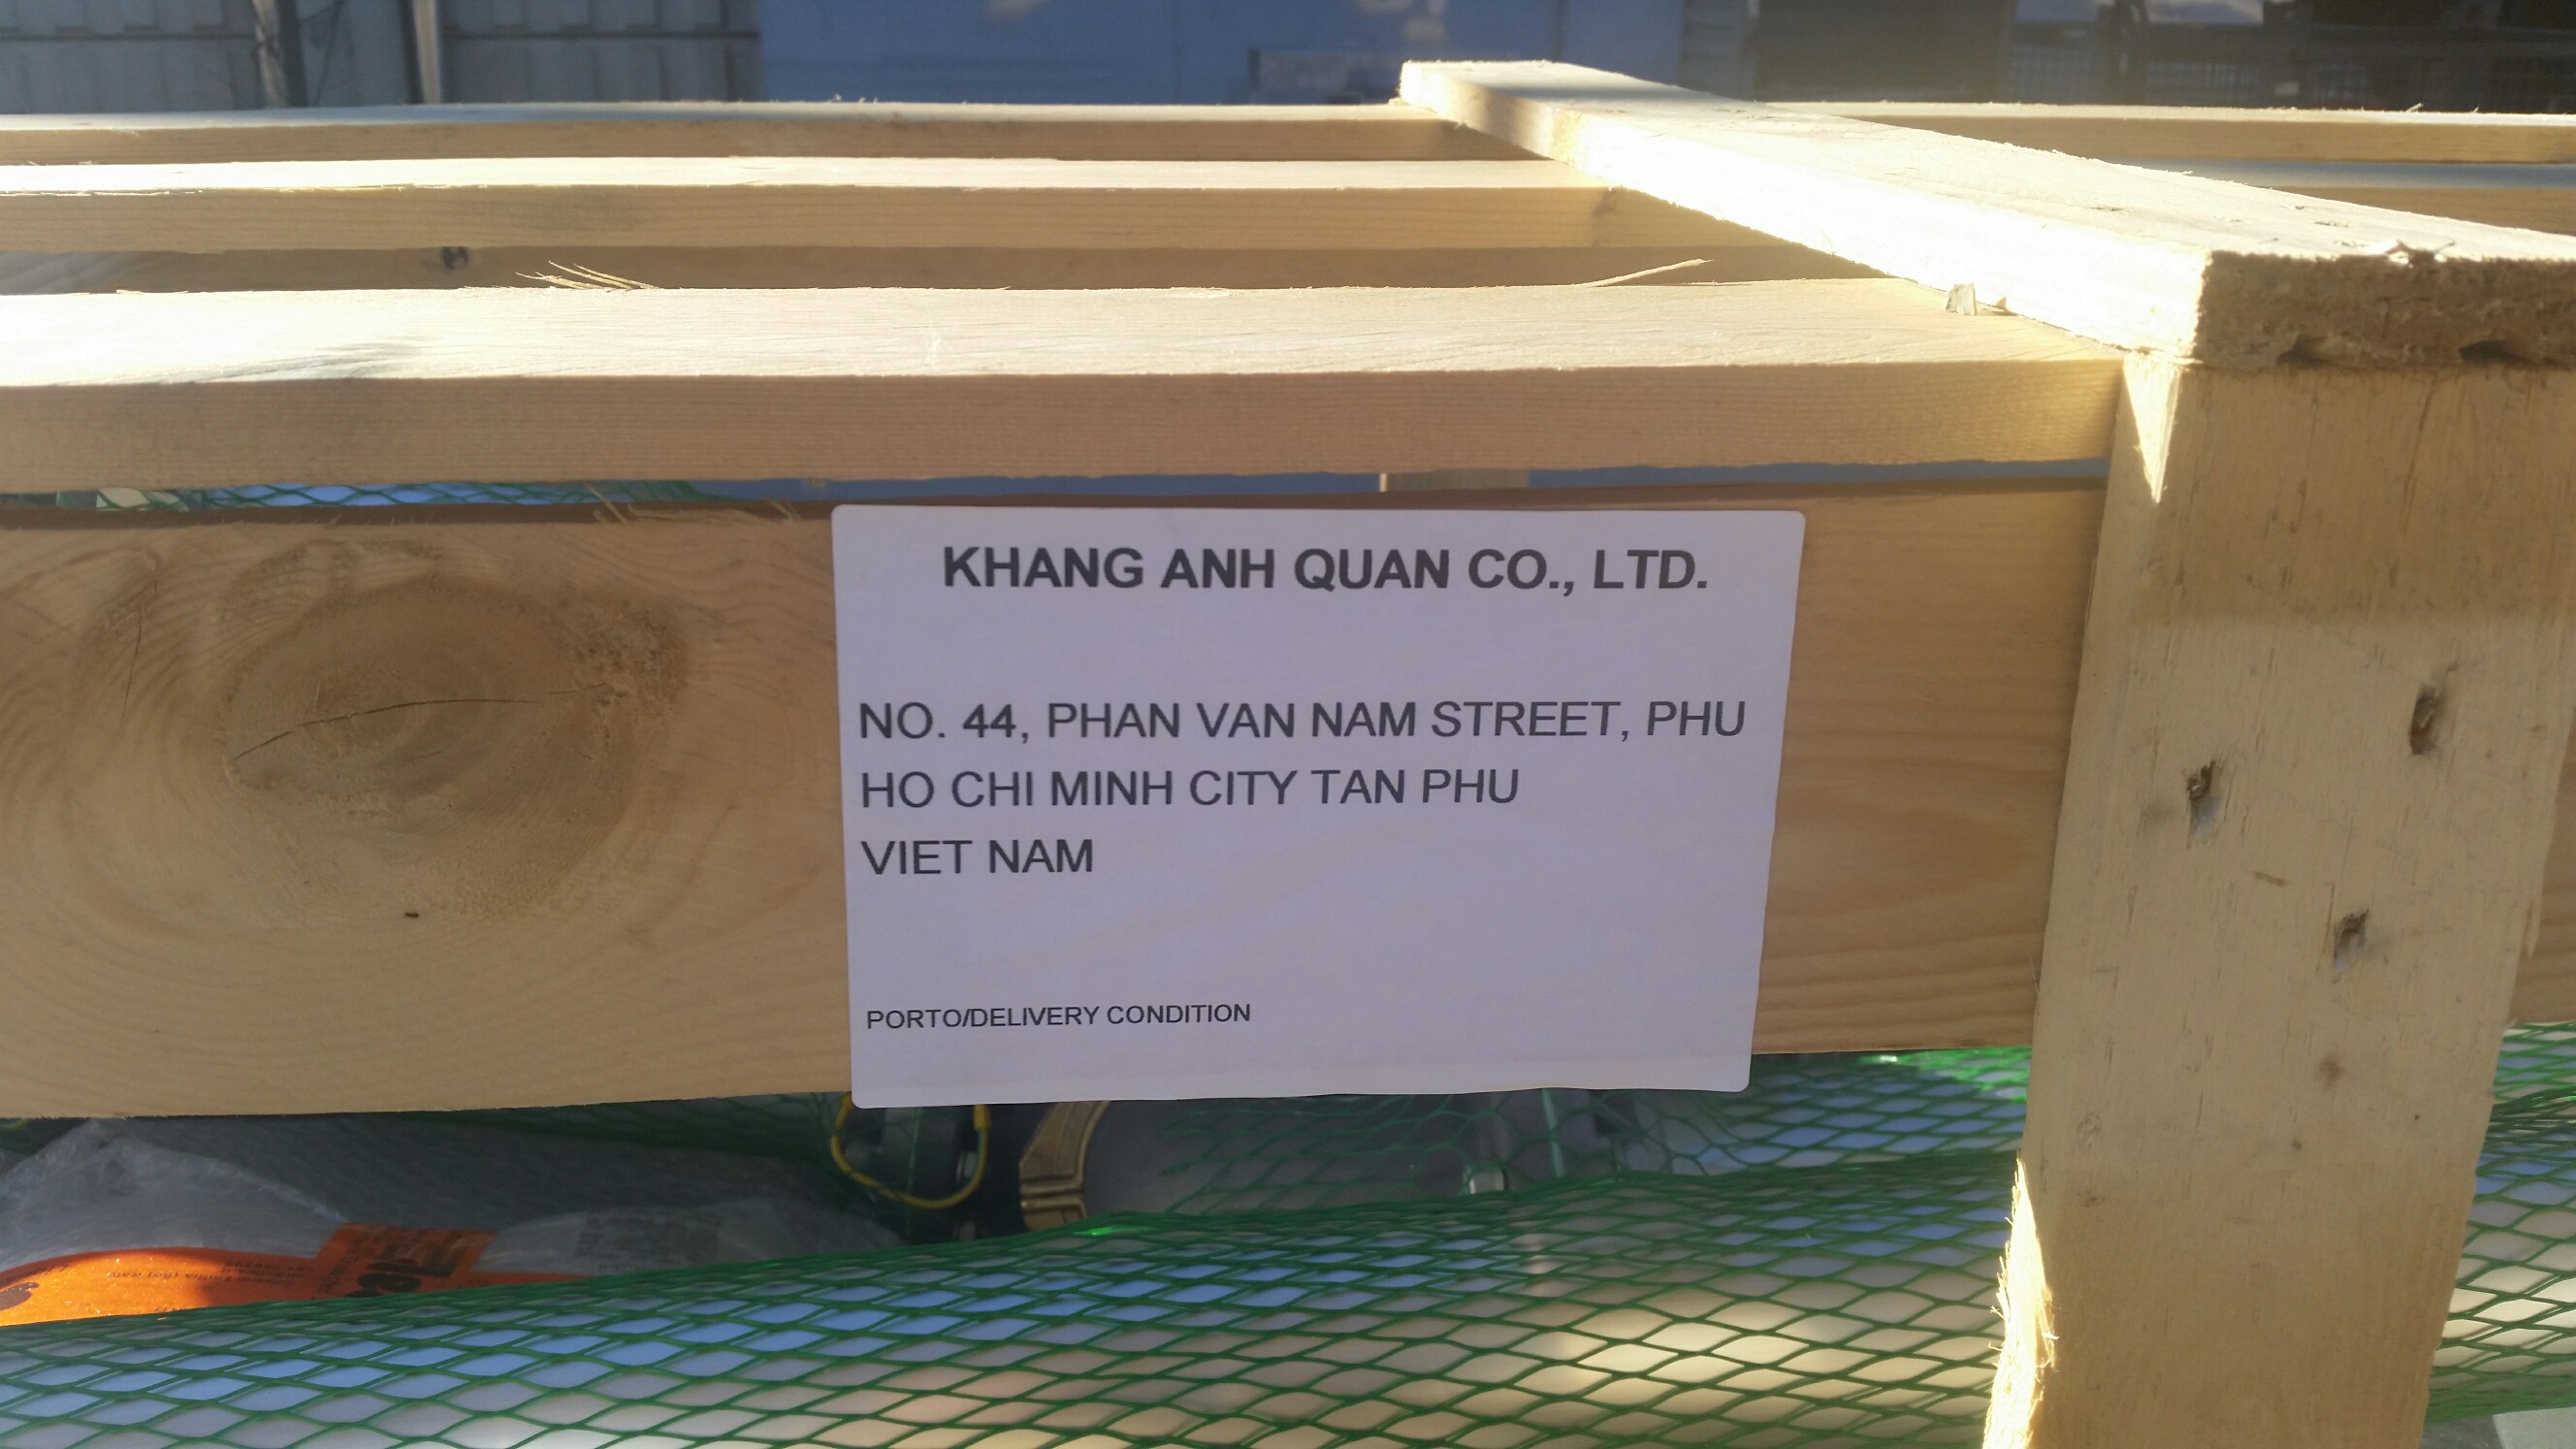 KHANG ANH QUAN CO., LTD.
NO. 44, PHAN VAN NAM STREET, PHU
HO CHI MINH CITY TAN PHU
VIET NAM
PORTO/DELIVERY CONDITION